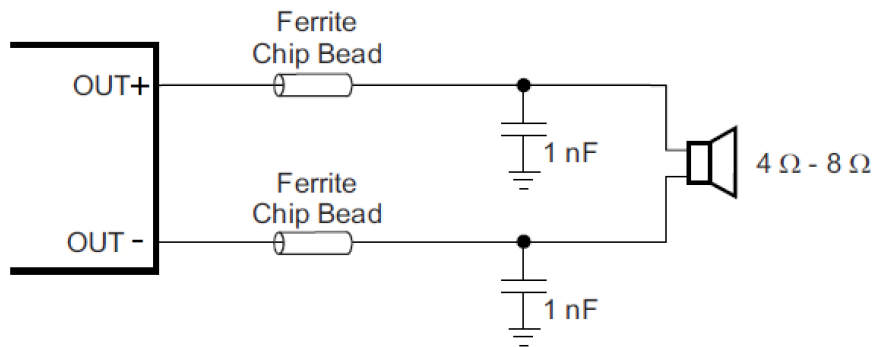 Ferrite
Chip Bead
OUT+
1 nF
4 Ω - 8 Ω
Ferrite
Chip Bead
OUT -
1 nF